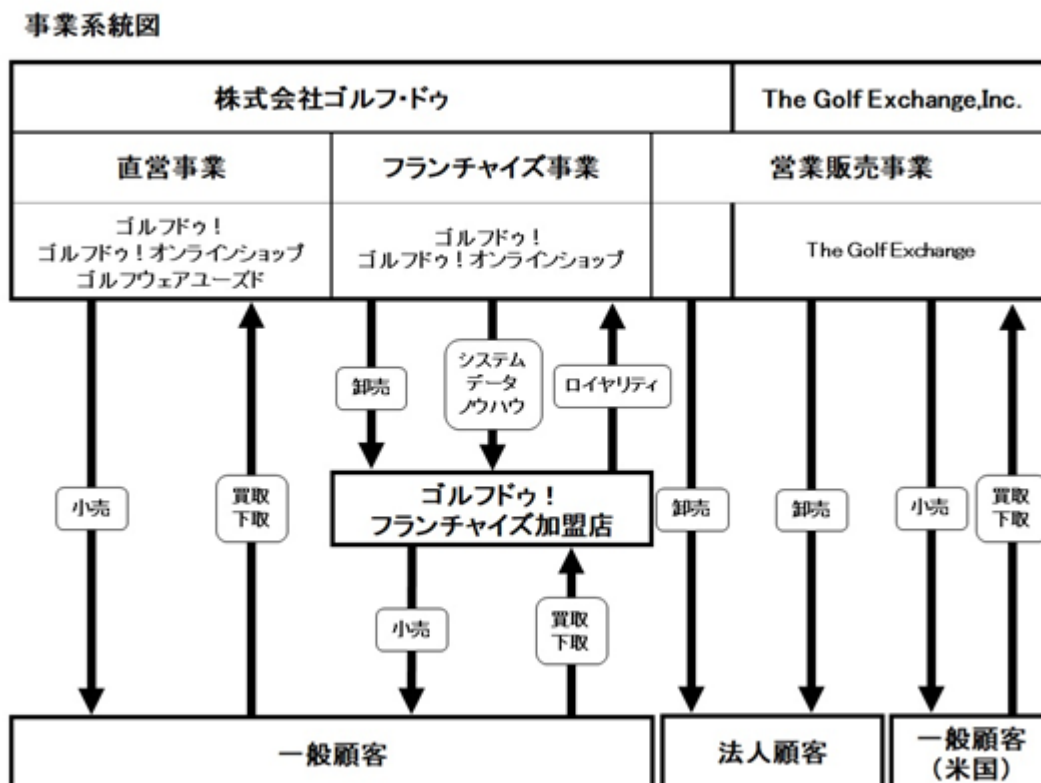 事業系統図
株式会社ゴルフ・ドゥ
The Golf Exchange,Inc.
直営事業
フランチャイズ事業
営業販売事業
ゴルフドゥ！
ゴルフドゥ！オンラインショップ
ゴルフウェアユーズド
ゴルフドゥ！
ゴルフドゥ！オンラインショップ
The Golf Exchange
卸売
システム
データ
ノウハウ
ロイヤリティ
小売
買取
下取
ゴルフドゥ！
フランチャイズ加盟店
卸売
卸売
小売
買取
下取
小売
買取
下取
一般顧客
法人顧客
一般顧客
（米国）